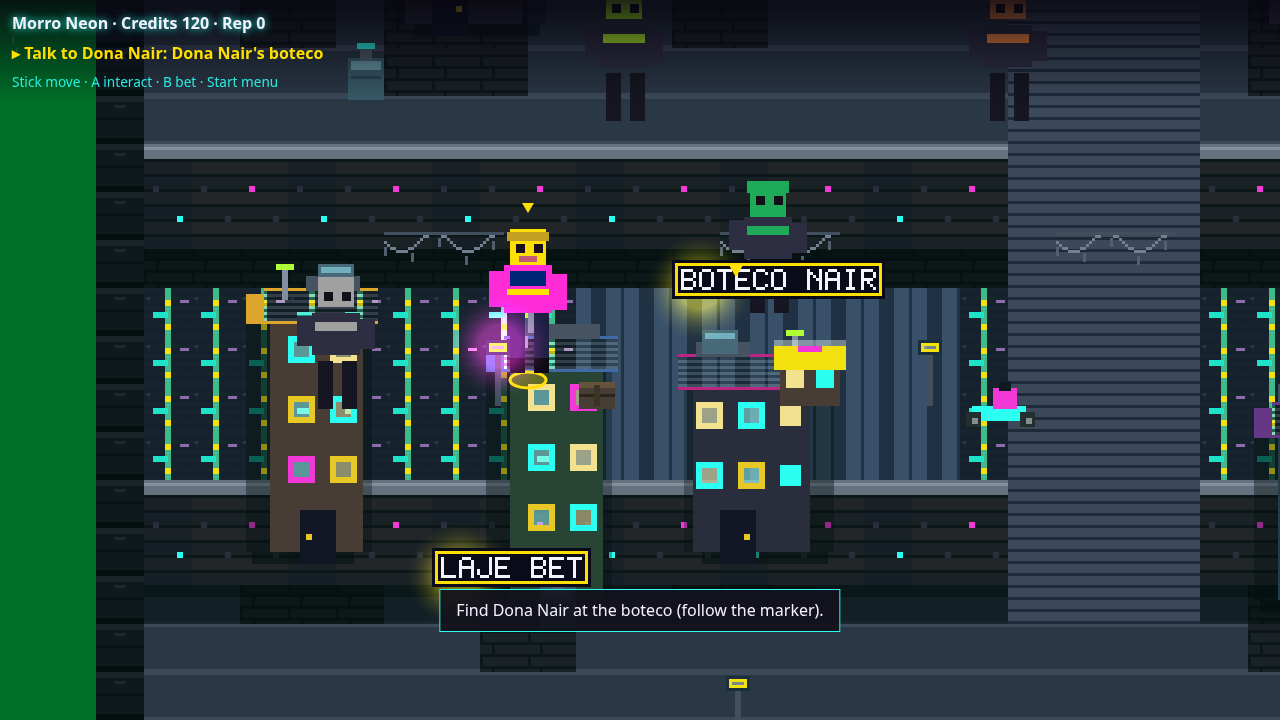 Morro Neon · Credits 120 · Rep 0
▸ Talk to Dona Nair: Dona Nair's boteco
Stick move · A interact · B bet · Start menu
BOTECO NAIR
LAJE BET
Find Dona Nair at the boteco (follow the marker).